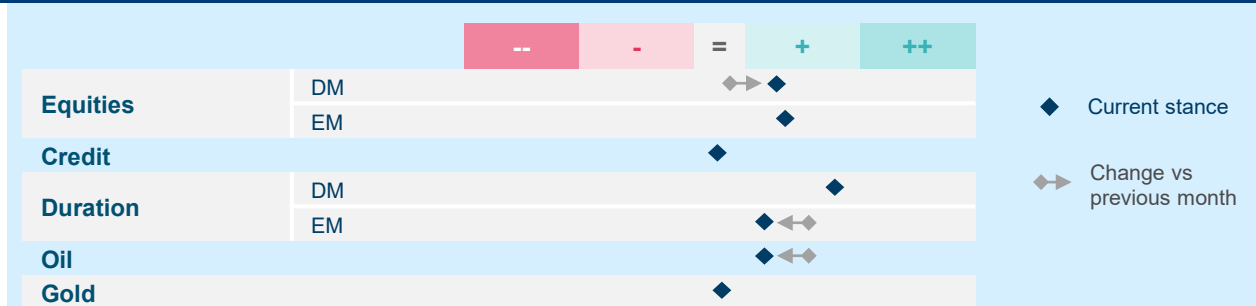 -- - = + ++
Equities DM
EM
Credit
Duration DM
EM
Oil
Gold
Current stance
Change vs
previous month